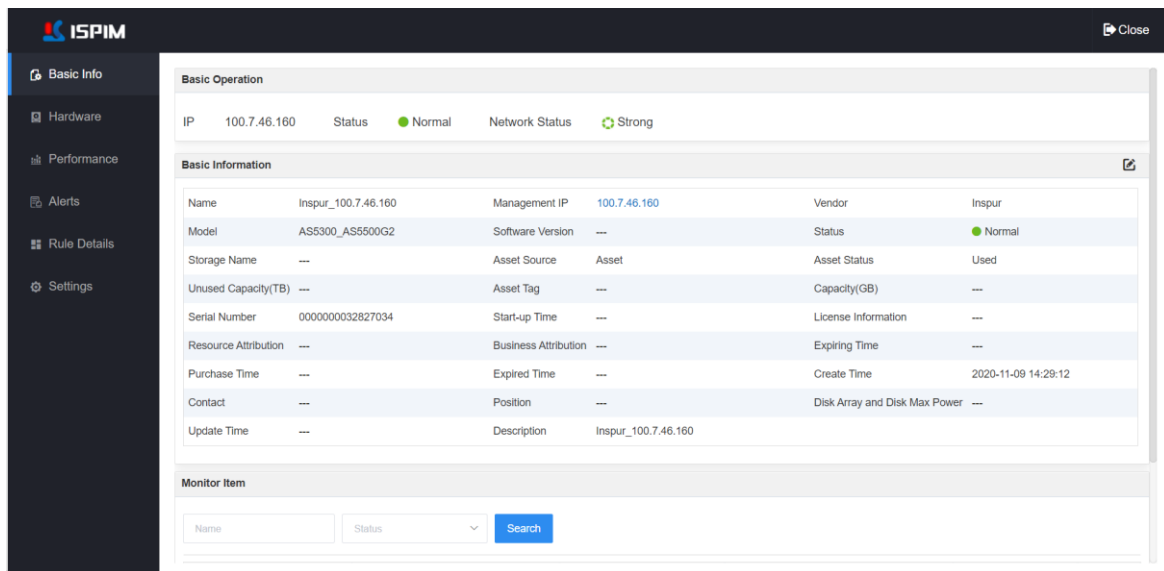 ISPIM
Close
Basic Info
Hardware
Performance
Alerts
Rule Details
Settings
Basic Operation
IP 100.7.46.160 Status Normal Network Status Strong
Basic Information
Name Inspur_100.7.46.160 Management IP 100.7.46.160 Vendor Inspur
Model AS5300_AS5500G2 Software Version --- Status Normal
Storage Name --- Asset Source Asset Asset Status Used
Unused Capacity(TB) --- Asset Tag --- Capacity(GB) ---
Serial Number 0000000032827034 Start-up Time --- License Information ---
Resource Attribution --- Business Attribution --- Expiring Time ---
Purchase Time --- Expired Time --- Create Time 2020-11-09 14:29:12
Contact --- Position --- Disk Array and Disk Max Power ---
Update Time --- Description Inspur_100.7.46.160
Monitor Item
Name Status Search